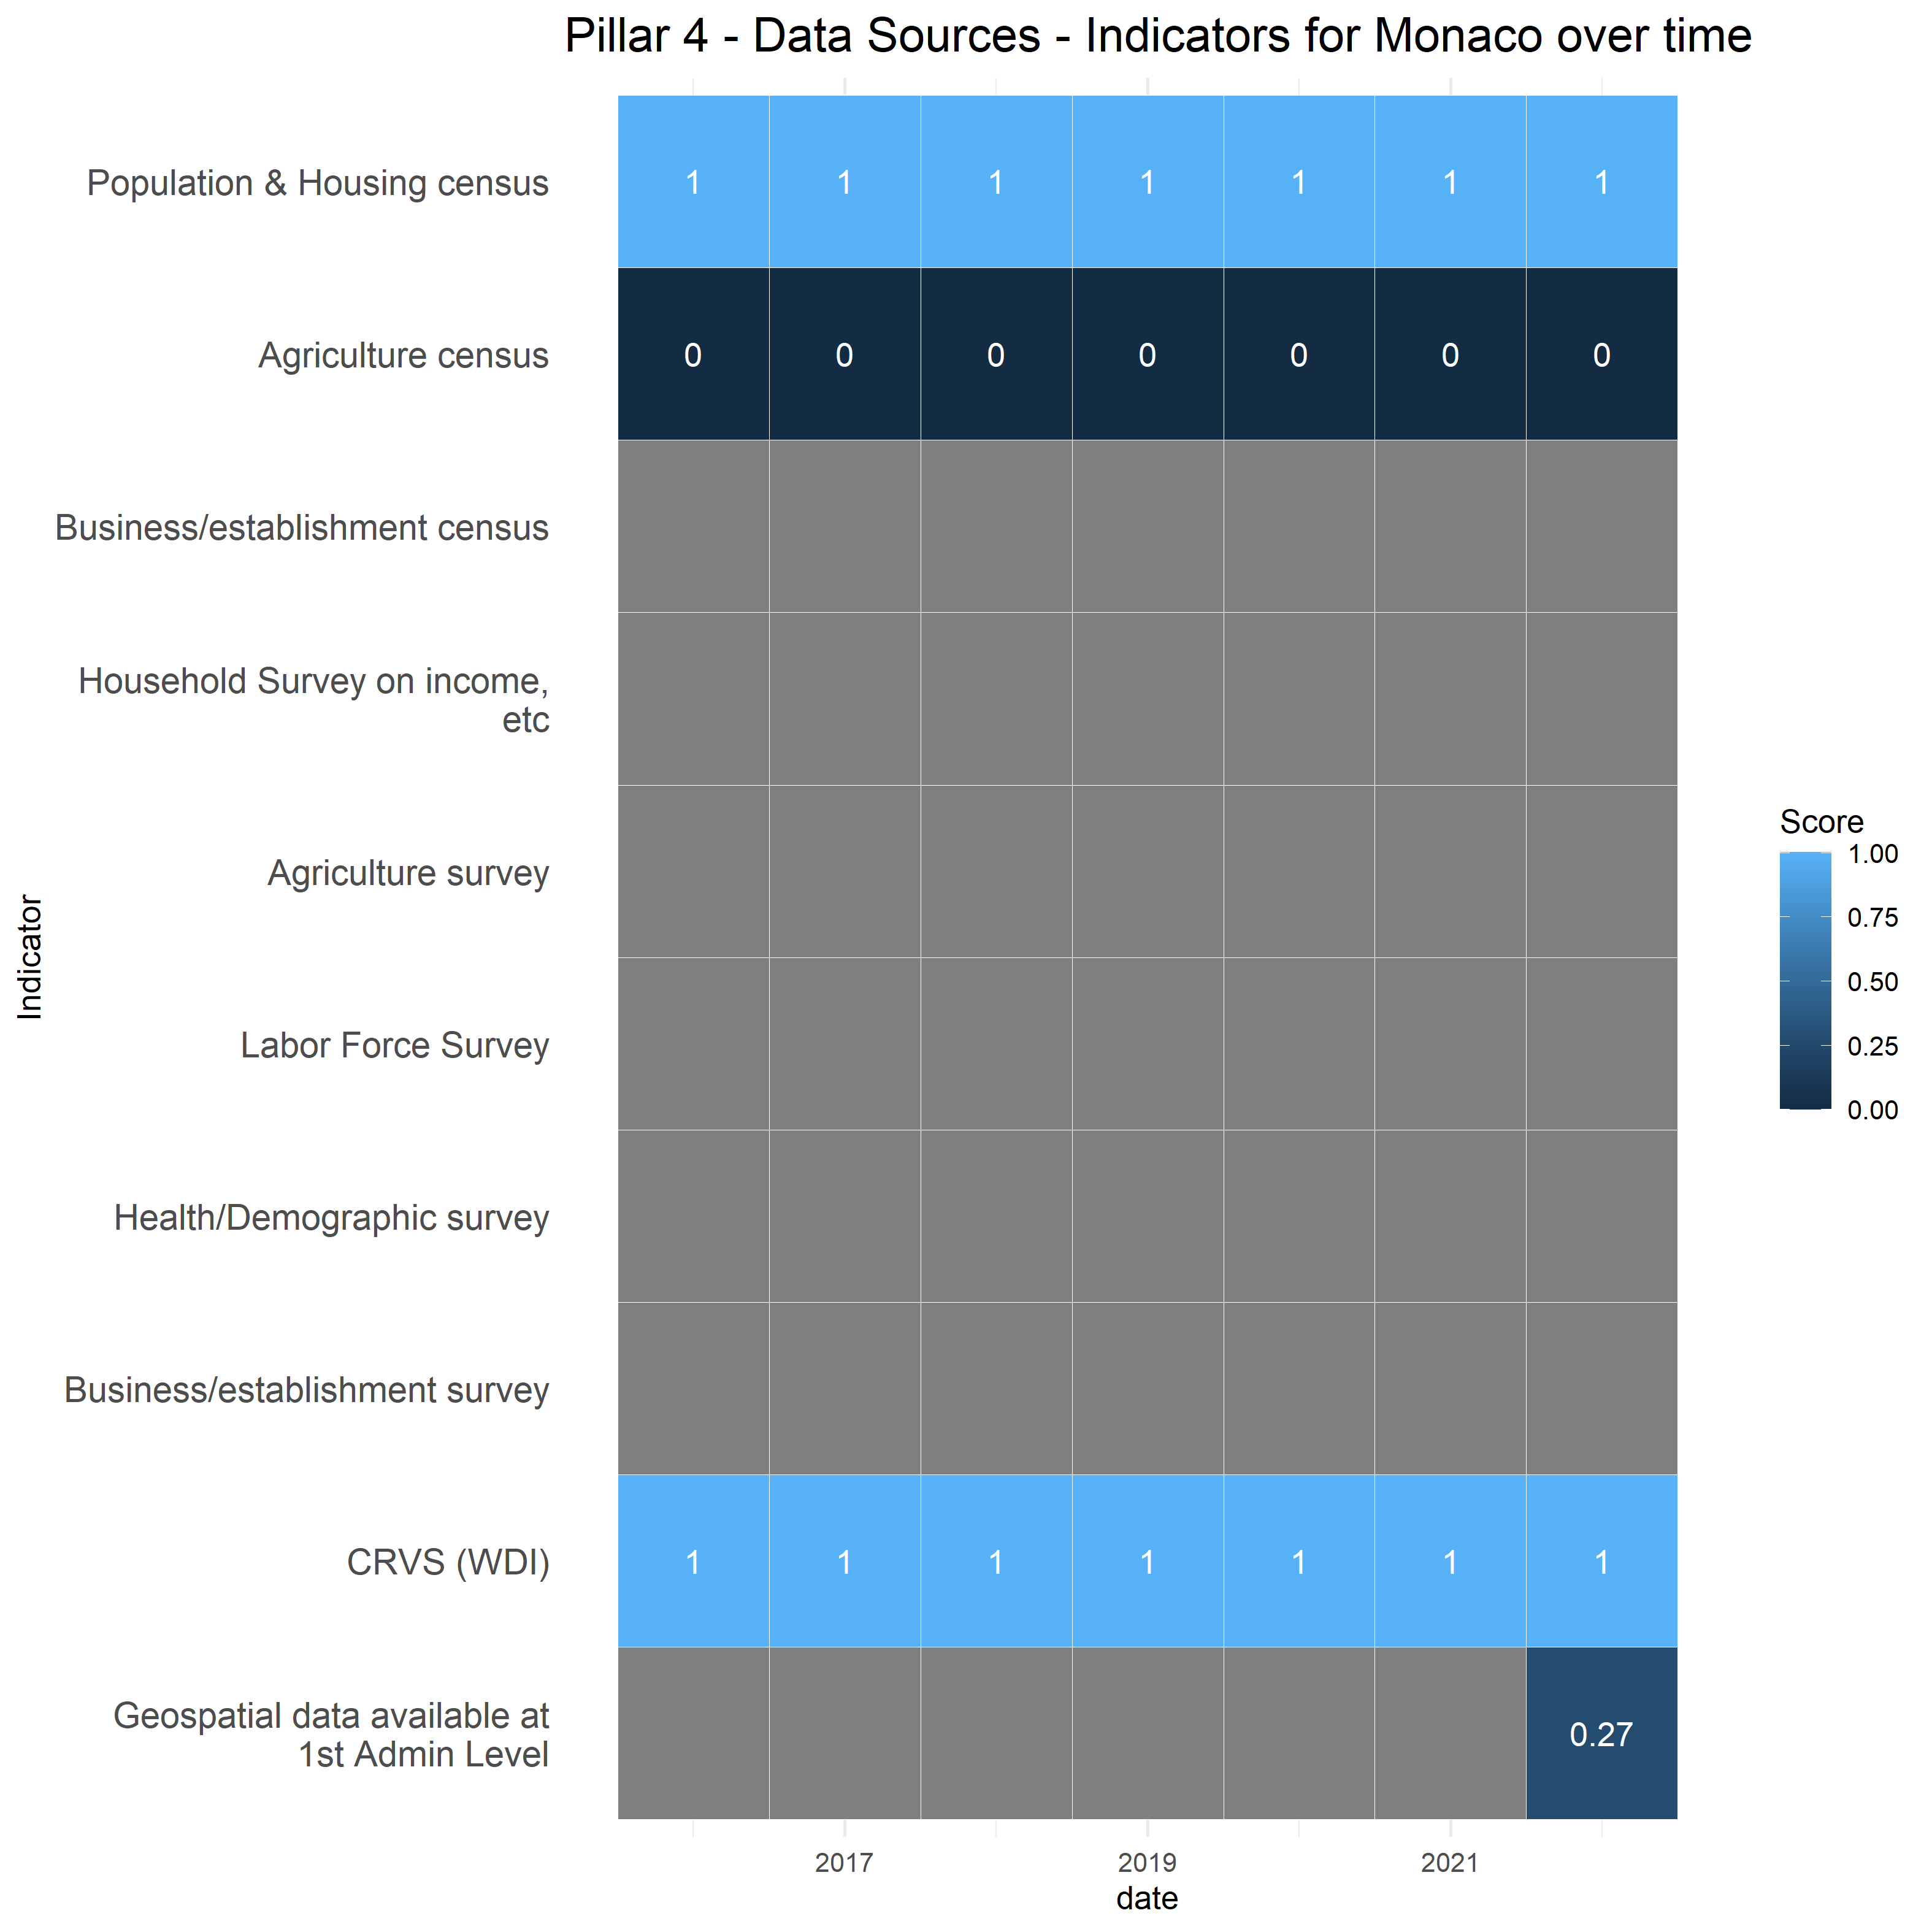 Pillar 4 - Data Sources - Indicators for Monaco over time
Population & Housing census
1 1 1 1 1 1 1
Agriculture census
0 0 0 0 0 0 0
Business/establishment census
Household Survey on income,
etc
Agriculture survey
Labor Force Survey
Health/Demographic survey
Business/establishment survey
CRVS (WDI)
1 1 1 1 1 1 1
Geospatial data available at
1st Admin Level
0.27
Indicator
2017 2019 2021
date
Score
1.00
0.75
0.50
0.25
0.00